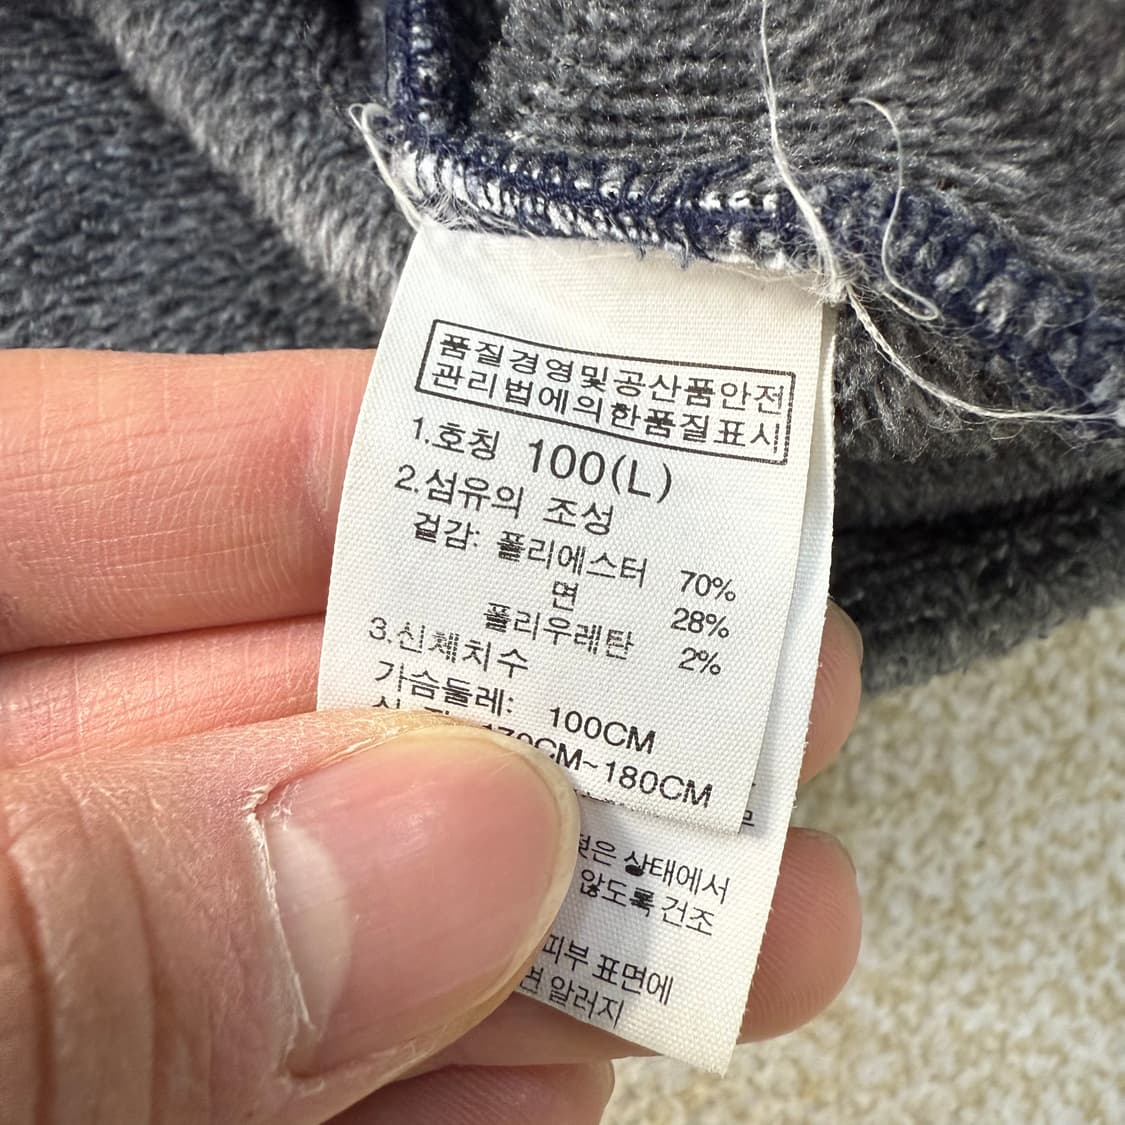 품질경영및공산품안전
관리법에의한품질표시
1.호칭 100(L)
2.섬유의 조성
겉감: 폴리에스터 70%
면 28%
폴리우레탄 2%
3.신체치수
가슴둘레: 100CM
CM~180CM
상태에서
않도록 건조
피부 표면에
알러지